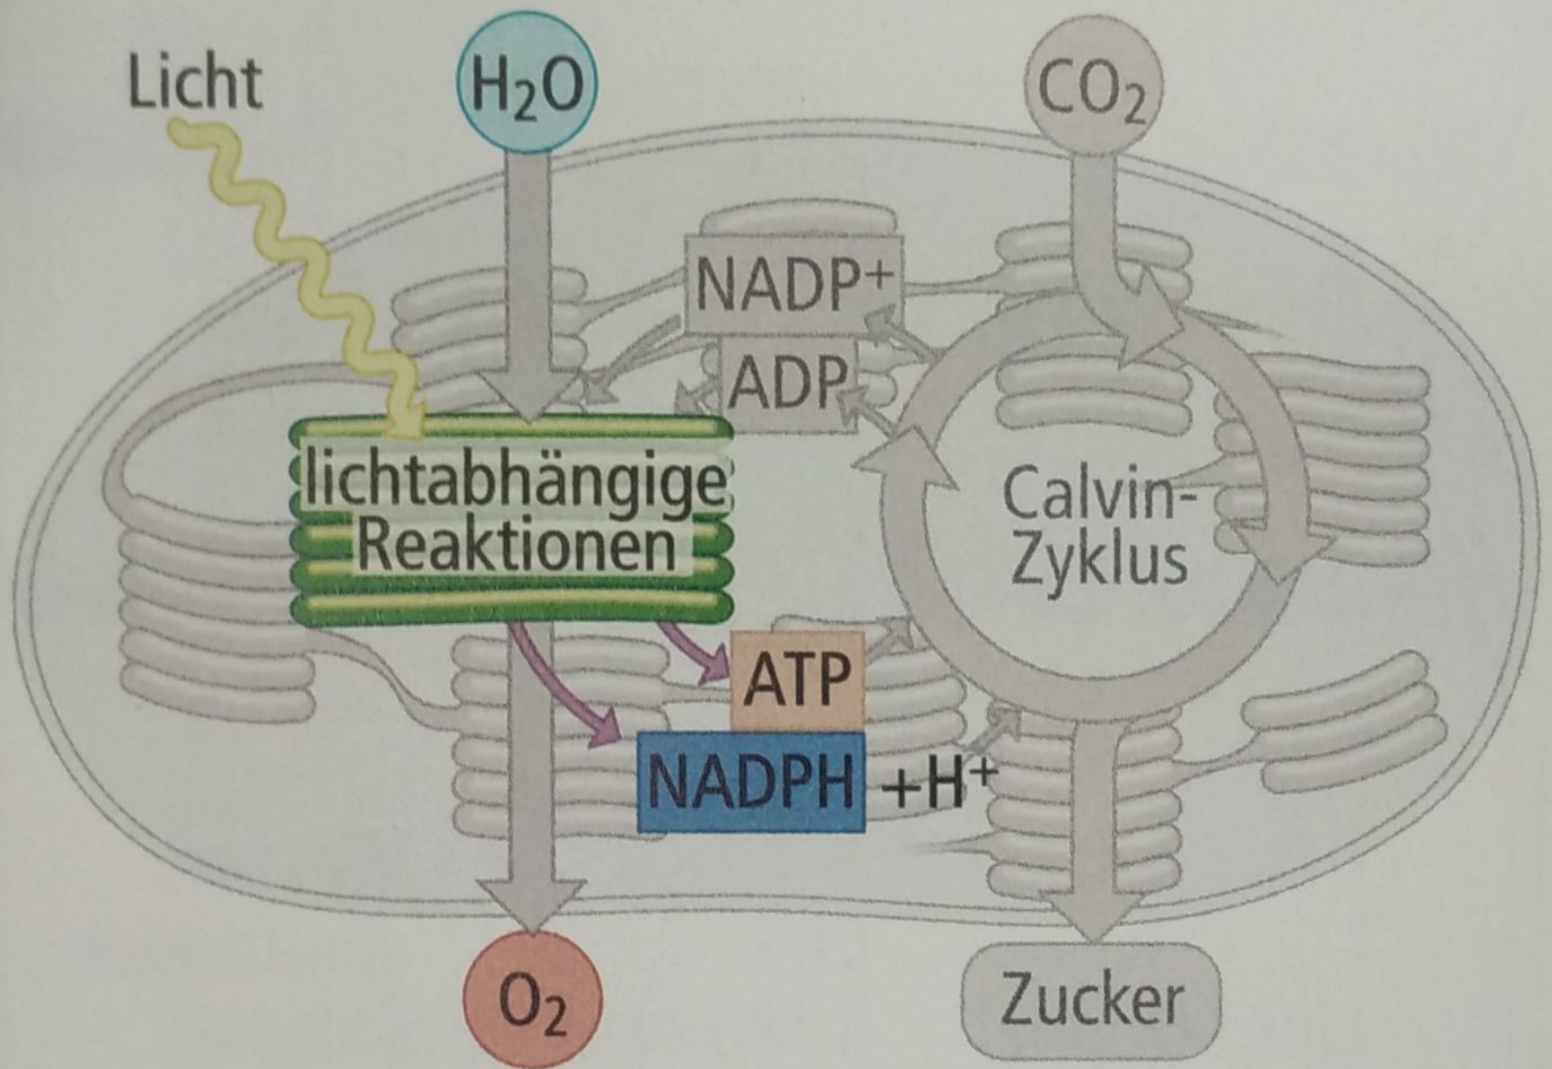 Licht
H₂O
CO₂
NADP⁺
ADP
lichtabhängige
Reaktionen
Calvin-
Zyklus
ATP
NADPH +H⁺
O₂
Zucker